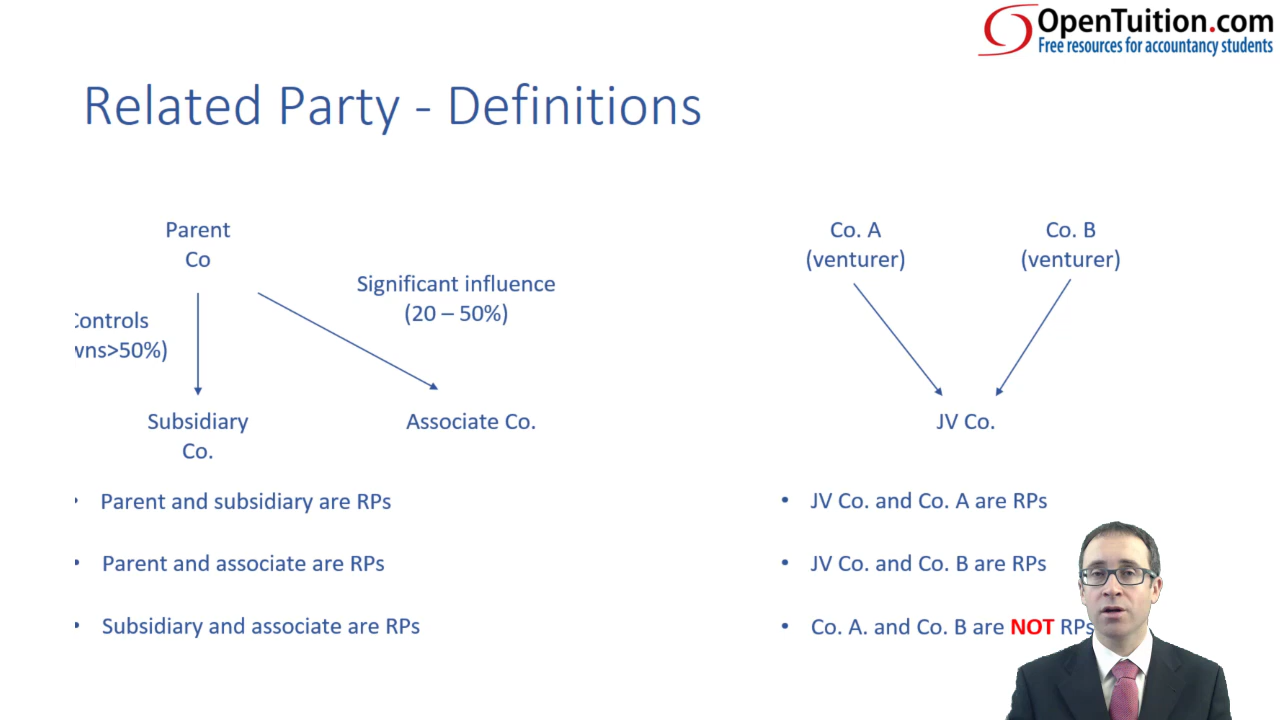 OpenTuition.com
Free resources for accountancy students
Related Party - Definitions
Parent
Co
Significant influence
(20 – 50%)
Controls
wns>50%)
Subsidiary
Co.
Associate Co.
• Parent and subsidiary are RPs
• Parent and associate are RPs
• Subsidiary and associate are RPs
Co. A
(venturer)
Co. B
(venturer)
JV Co.
• JV Co. and Co. A are RPs
• JV Co. and Co. B are RPs
• Co. A. and Co. B are NOT RPs